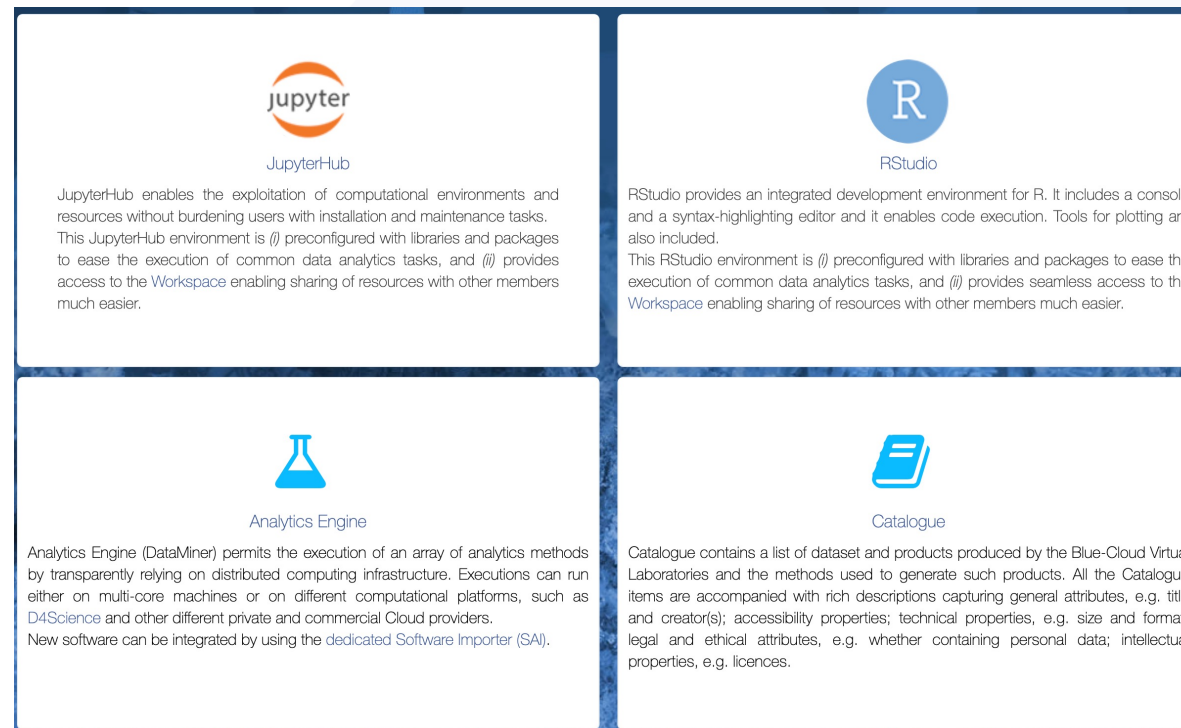 jupyter
JupyterHub
JupyterHub enables the exploitation of computational environments and
resources without burdening users with installation and maintenance tasks.
This JupyterHub environment is (i) preconfigured with libraries and packages
to ease the execution of common data analytics tasks, and (ii) provides
access to the Workspace enabling sharing of resources with other members
much easier.
R
RStudio
RStudio provides an integrated development environment for R. It includes a consol
and a syntax-highlighting editor and it enables code execution. Tools for plotting ar
also included.
This RStudio environment is (i) preconfigured with libraries and packages to ease th
execution of common data analytics tasks, and (ii) provides seamless access to th
Workspace enabling sharing of resources with other members much easier.
Analytics Engine
Analytics Engine (DataMiner) permits the execution of an array of analytics methods
by transparently relying on distributed computing infrastructure. Executions can run
either on multi-core machines or on different computational platforms, such as
D4Science and other different private and commercial Cloud providers.
New software can be integrated by using the dedicated Software Importer (SAI).
Catalogue
Catalogue contains a list of dataset and products produced by the Blue-Cloud Virtua
Laboratories and the methods used to generate such products. All the Catalogu
items are accompanied with rich descriptions capturing general attributes, e.g. titl
and creator(s); accessibility properties; technical properties, e.g. size and forma
legal and ethical attributes, e.g. whether containing personal data; intellectua
properties, e.g. licences.